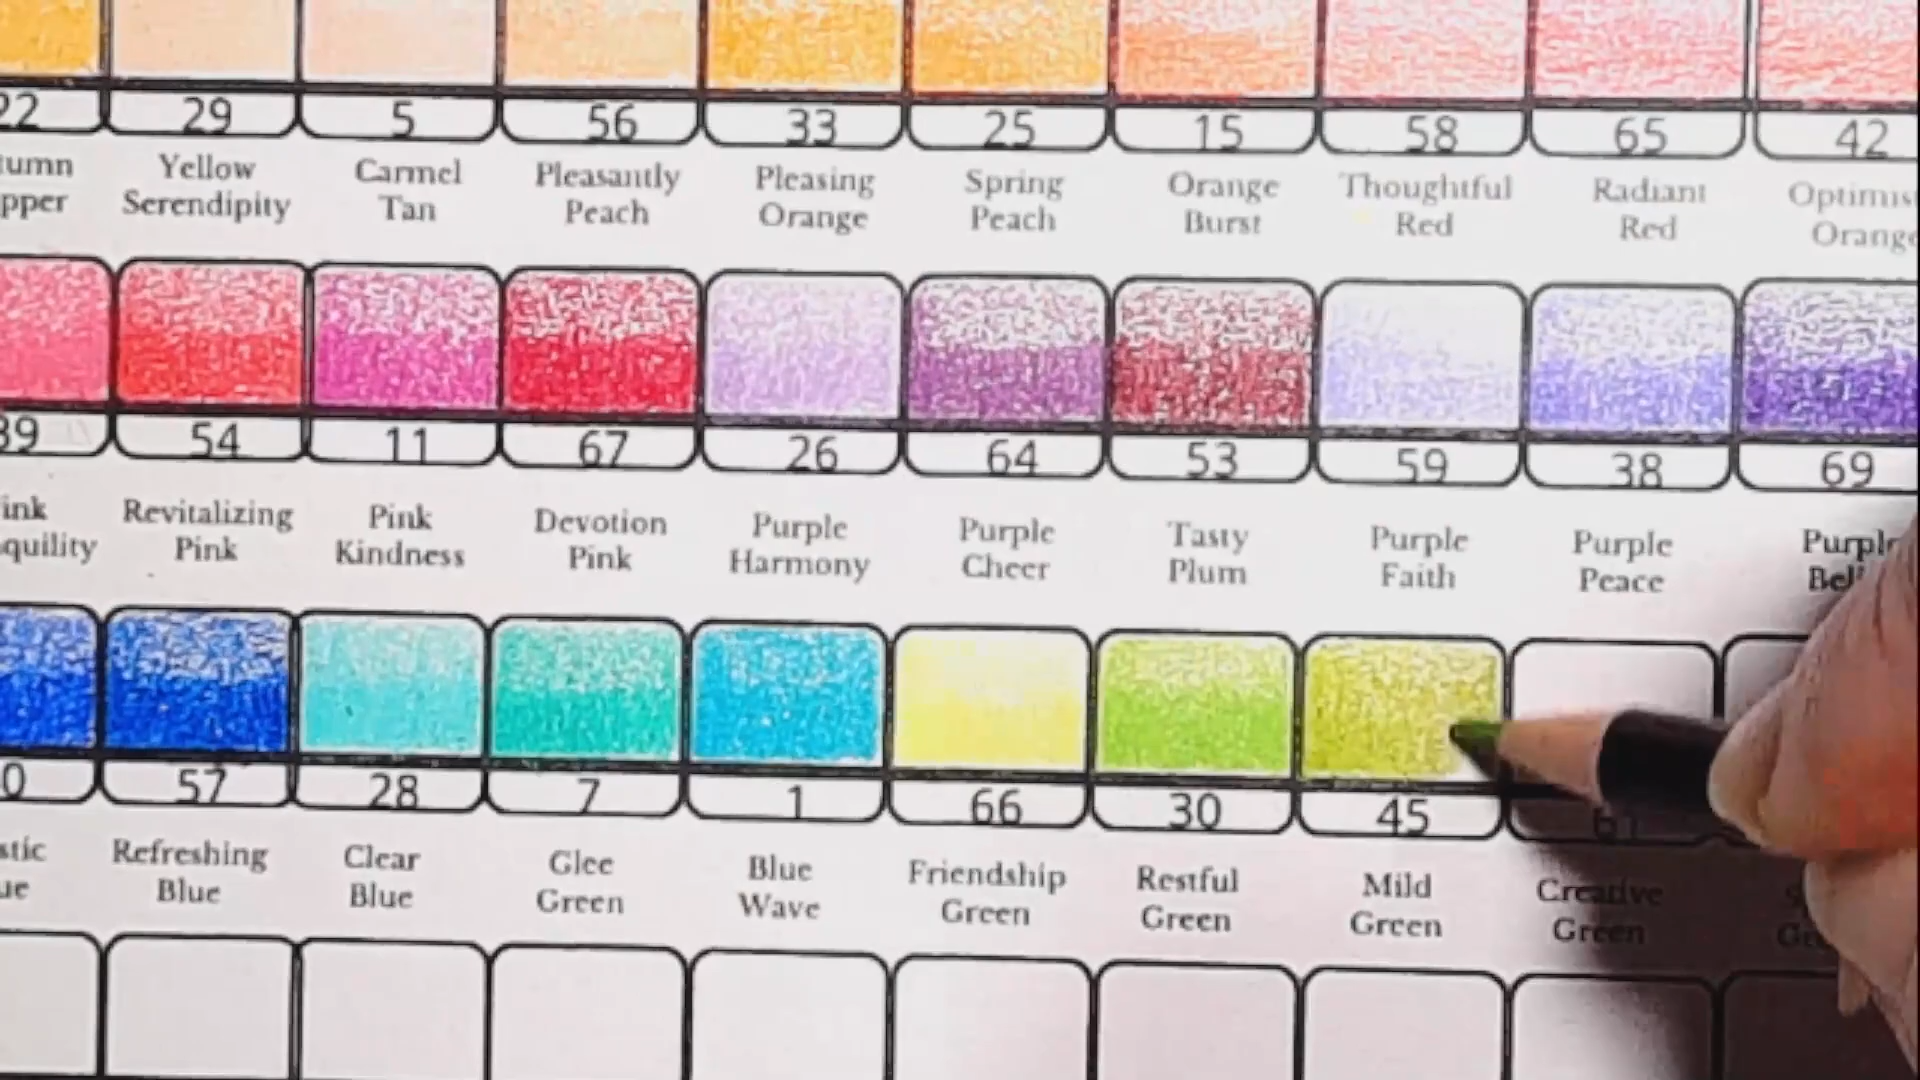 22 29 5 56 33 25 15 58 65 42
Yellow Serendipity
Carmel Tan
Pleasantly Peach
Pleasing Orange
Spring Peach
Orange Burst
Thoughtful Red
Radiant Red
Orange
54 11 67 26 64 53 59 38 69
Revitalizing Pink
Pink Kindness
Devotion Pink
Purple Harmony
Purple Cheer
Tasty Plum
Purple Faith
Purple Peace
Purple
57 28 7 1 66 30 45 61
Refreshing Blue
Clear Blue
Glee Green
Blue Wave
Friendship Green
Restful Green
Mild Green
Creative Green